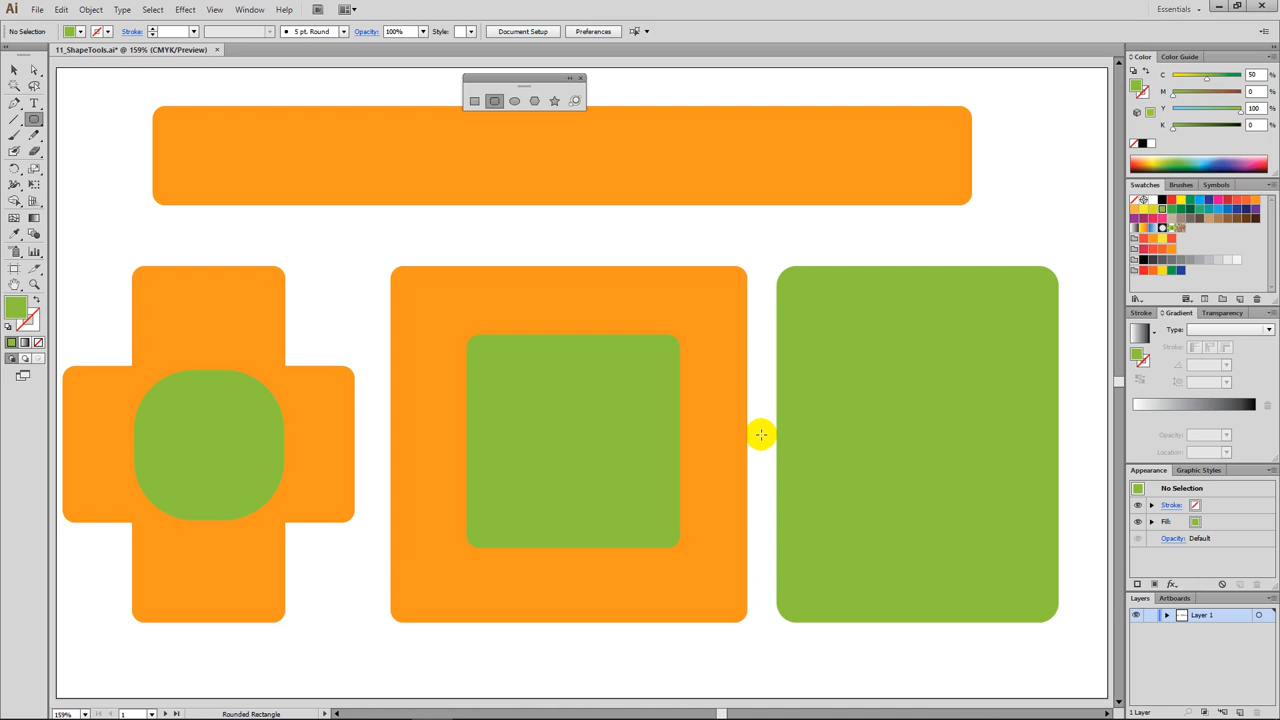 Ai File Edit Object Type Select Effect View Window Help Br Essentials
No Selection Stroke: 5 pt. Round Opacity: 100% Style: Document Setup Preferences
11_ShapeTools.ai* @ 159% (CMYK/Preview)
Color Color Guide
C 50
M 0
Y 100
K 0
Swatches Brushes Symbols
Stroke Gradient Transparency
Type:
Stroke:
Opacity:
Location:
Appearance Graphic Styles
No Selection
Stroke:
Fill:
Opacity: Default
fx
Layers Artboards
Layer 1
1 Layer
159% 1 Rounded Rectangle